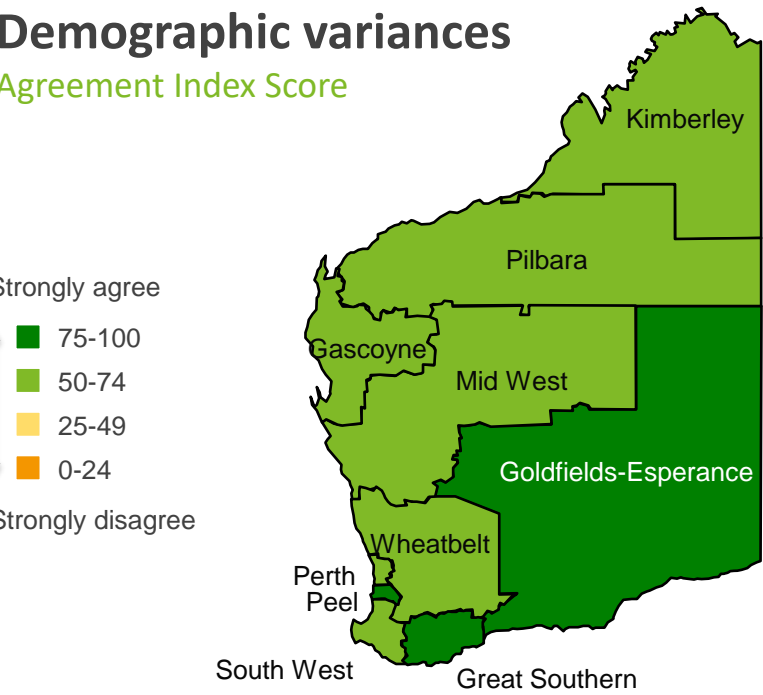 Demographic variances
Agreement Index Score
Strongly agree
75-100
50-74
25-49
0-24
Strongly disagree
Kimberley
Pilbara
Gascoyne
Mid West
Goldfields-Esperance
Wheatbelt
Perth
Peel
South West
Great Southern